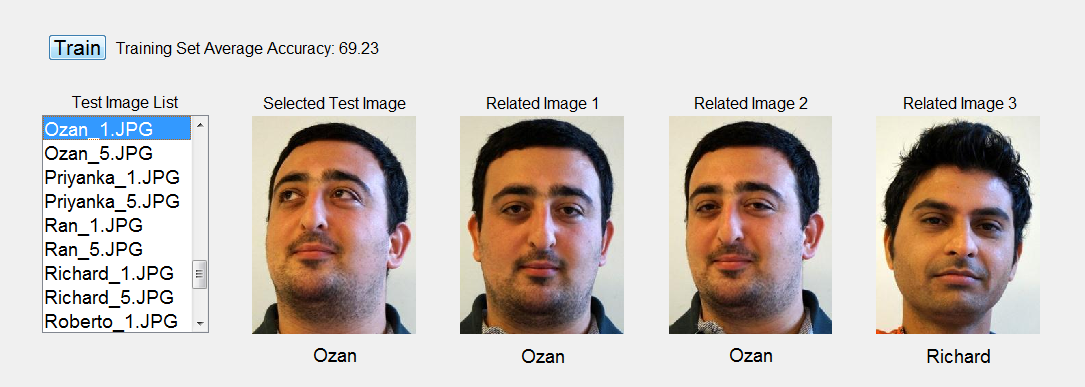 Train Training Set Average Accuracy: 69.23
Test Image List
Selected Test Image
Related Image 1
Related Image 2
Related Image 3
Ozan_1.JPG
Ozan_5.JPG
Priyanka_1.JPG
Priyanka_5.JPG
Ran_1.JPG
Ran_5.JPG
Richard_1.JPG
Richard_5.JPG
Roberto_1.JPG
Ozan
Ozan
Ozan
Richard